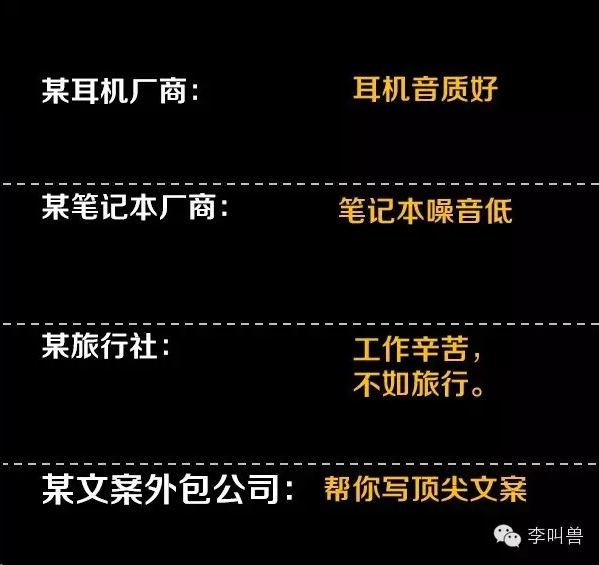 某耳机厂商： 耳机音质好
某笔记本厂商： 笔记本噪音低
某旅行社： 工作辛苦，
不如旅行。
某文案外包公司： 帮你写顶尖文案
李叫兽